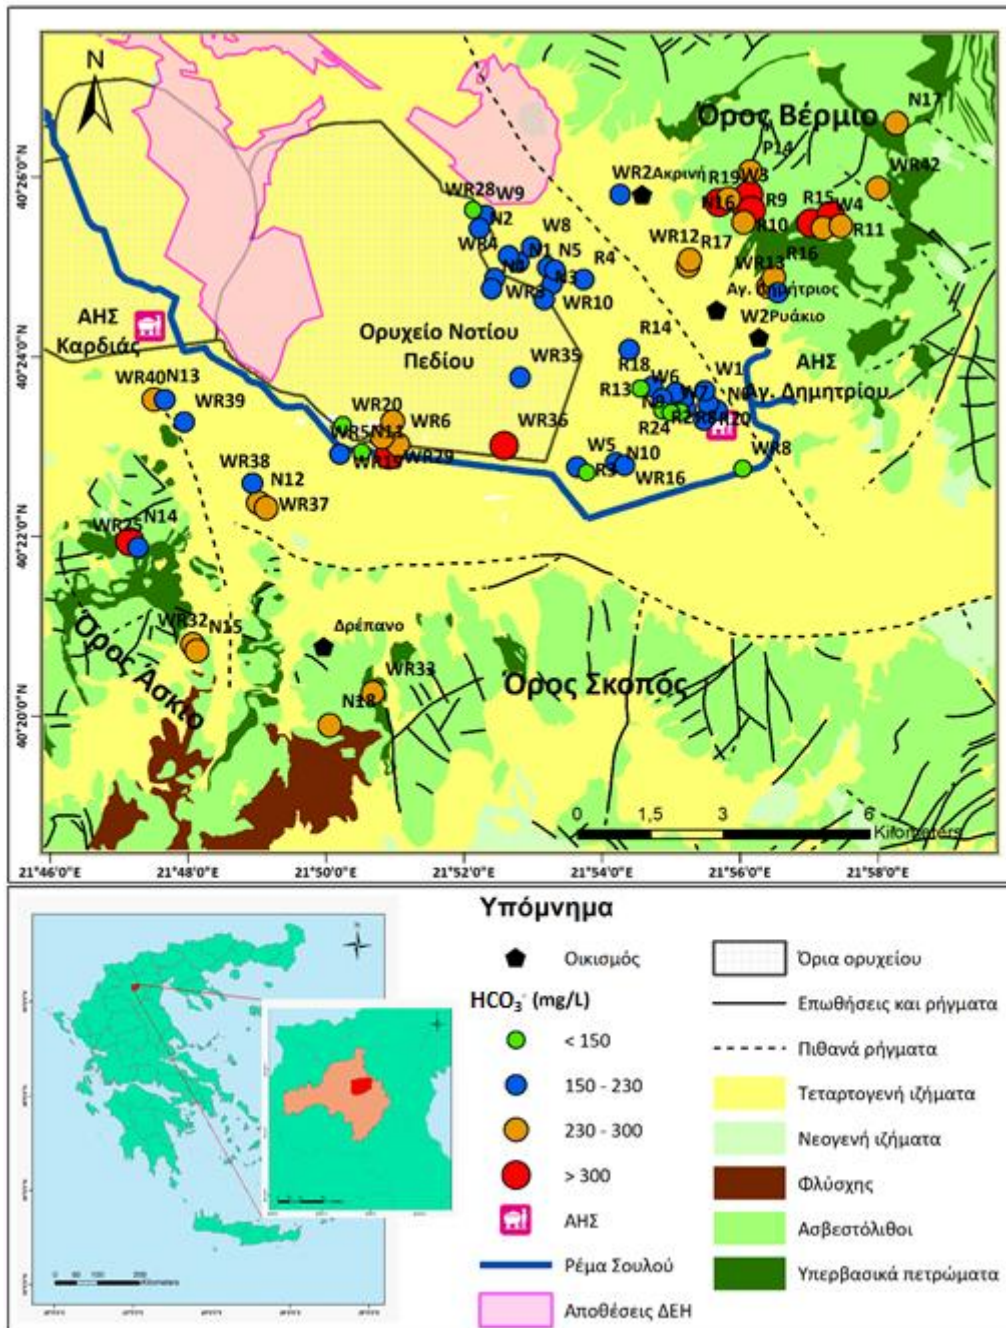 N
Όρος Βέρμιο
N17
P14
WR42
WR2
Ακρινή
R19
W3
N16
R9
R15
W4
R10
R11
WR28
W9
N2
W8
WR4
N1
N5
R4
N3
WR3
WR10
WR12
R17
WR13
R16
Αγ. Δημήτριος
W2
Ρυάκιο
ΑΗΣ
Καρδιάς
Ορυχείο Νοτίου
Πεδίου
R14
R18
WR35
R13
W6
W1
ΑΗΣ
Αγ. Δημητρίου
W7
R24
R8
R20
WR40
N13
WR39
WR20
WR6
WR36
WR5
N11
WR19
WR29
W5
N10
R3
WR16
WR8
WR38
N12
WR37
WR25
N14
WR32
N15
Όρος Άσκιο
Δρέπανο
WR33
N18
Όρος Σκοπός
0 1,5 3 6
Kilometers
40°26'0"N
40°24'0"N
40°22'0"N
40°20'0"N
21°46'0"E 21°48'0"E 21°50'0"E 21°52'0"E 21°54'0"E 21°56'0"E 21°58'0"E
Υπόμνημα
Οικισμός
HCO₃⁻ (mg/L)
< 150
150 - 230
230 - 300
> 300
ΑΗΣ
Ρέμα Σουλού
Αποθέσεις ΔΕΗ
Όρια ορυχείου
Επωθήσεις και ρήγματα
Πιθανά ρήγματα
Τεταρτογενή ιζήματα
Νεογενή ιζήματα
Φλύσχης
Ασβεστόλιθοι
Υπερβασικά πετρώματα